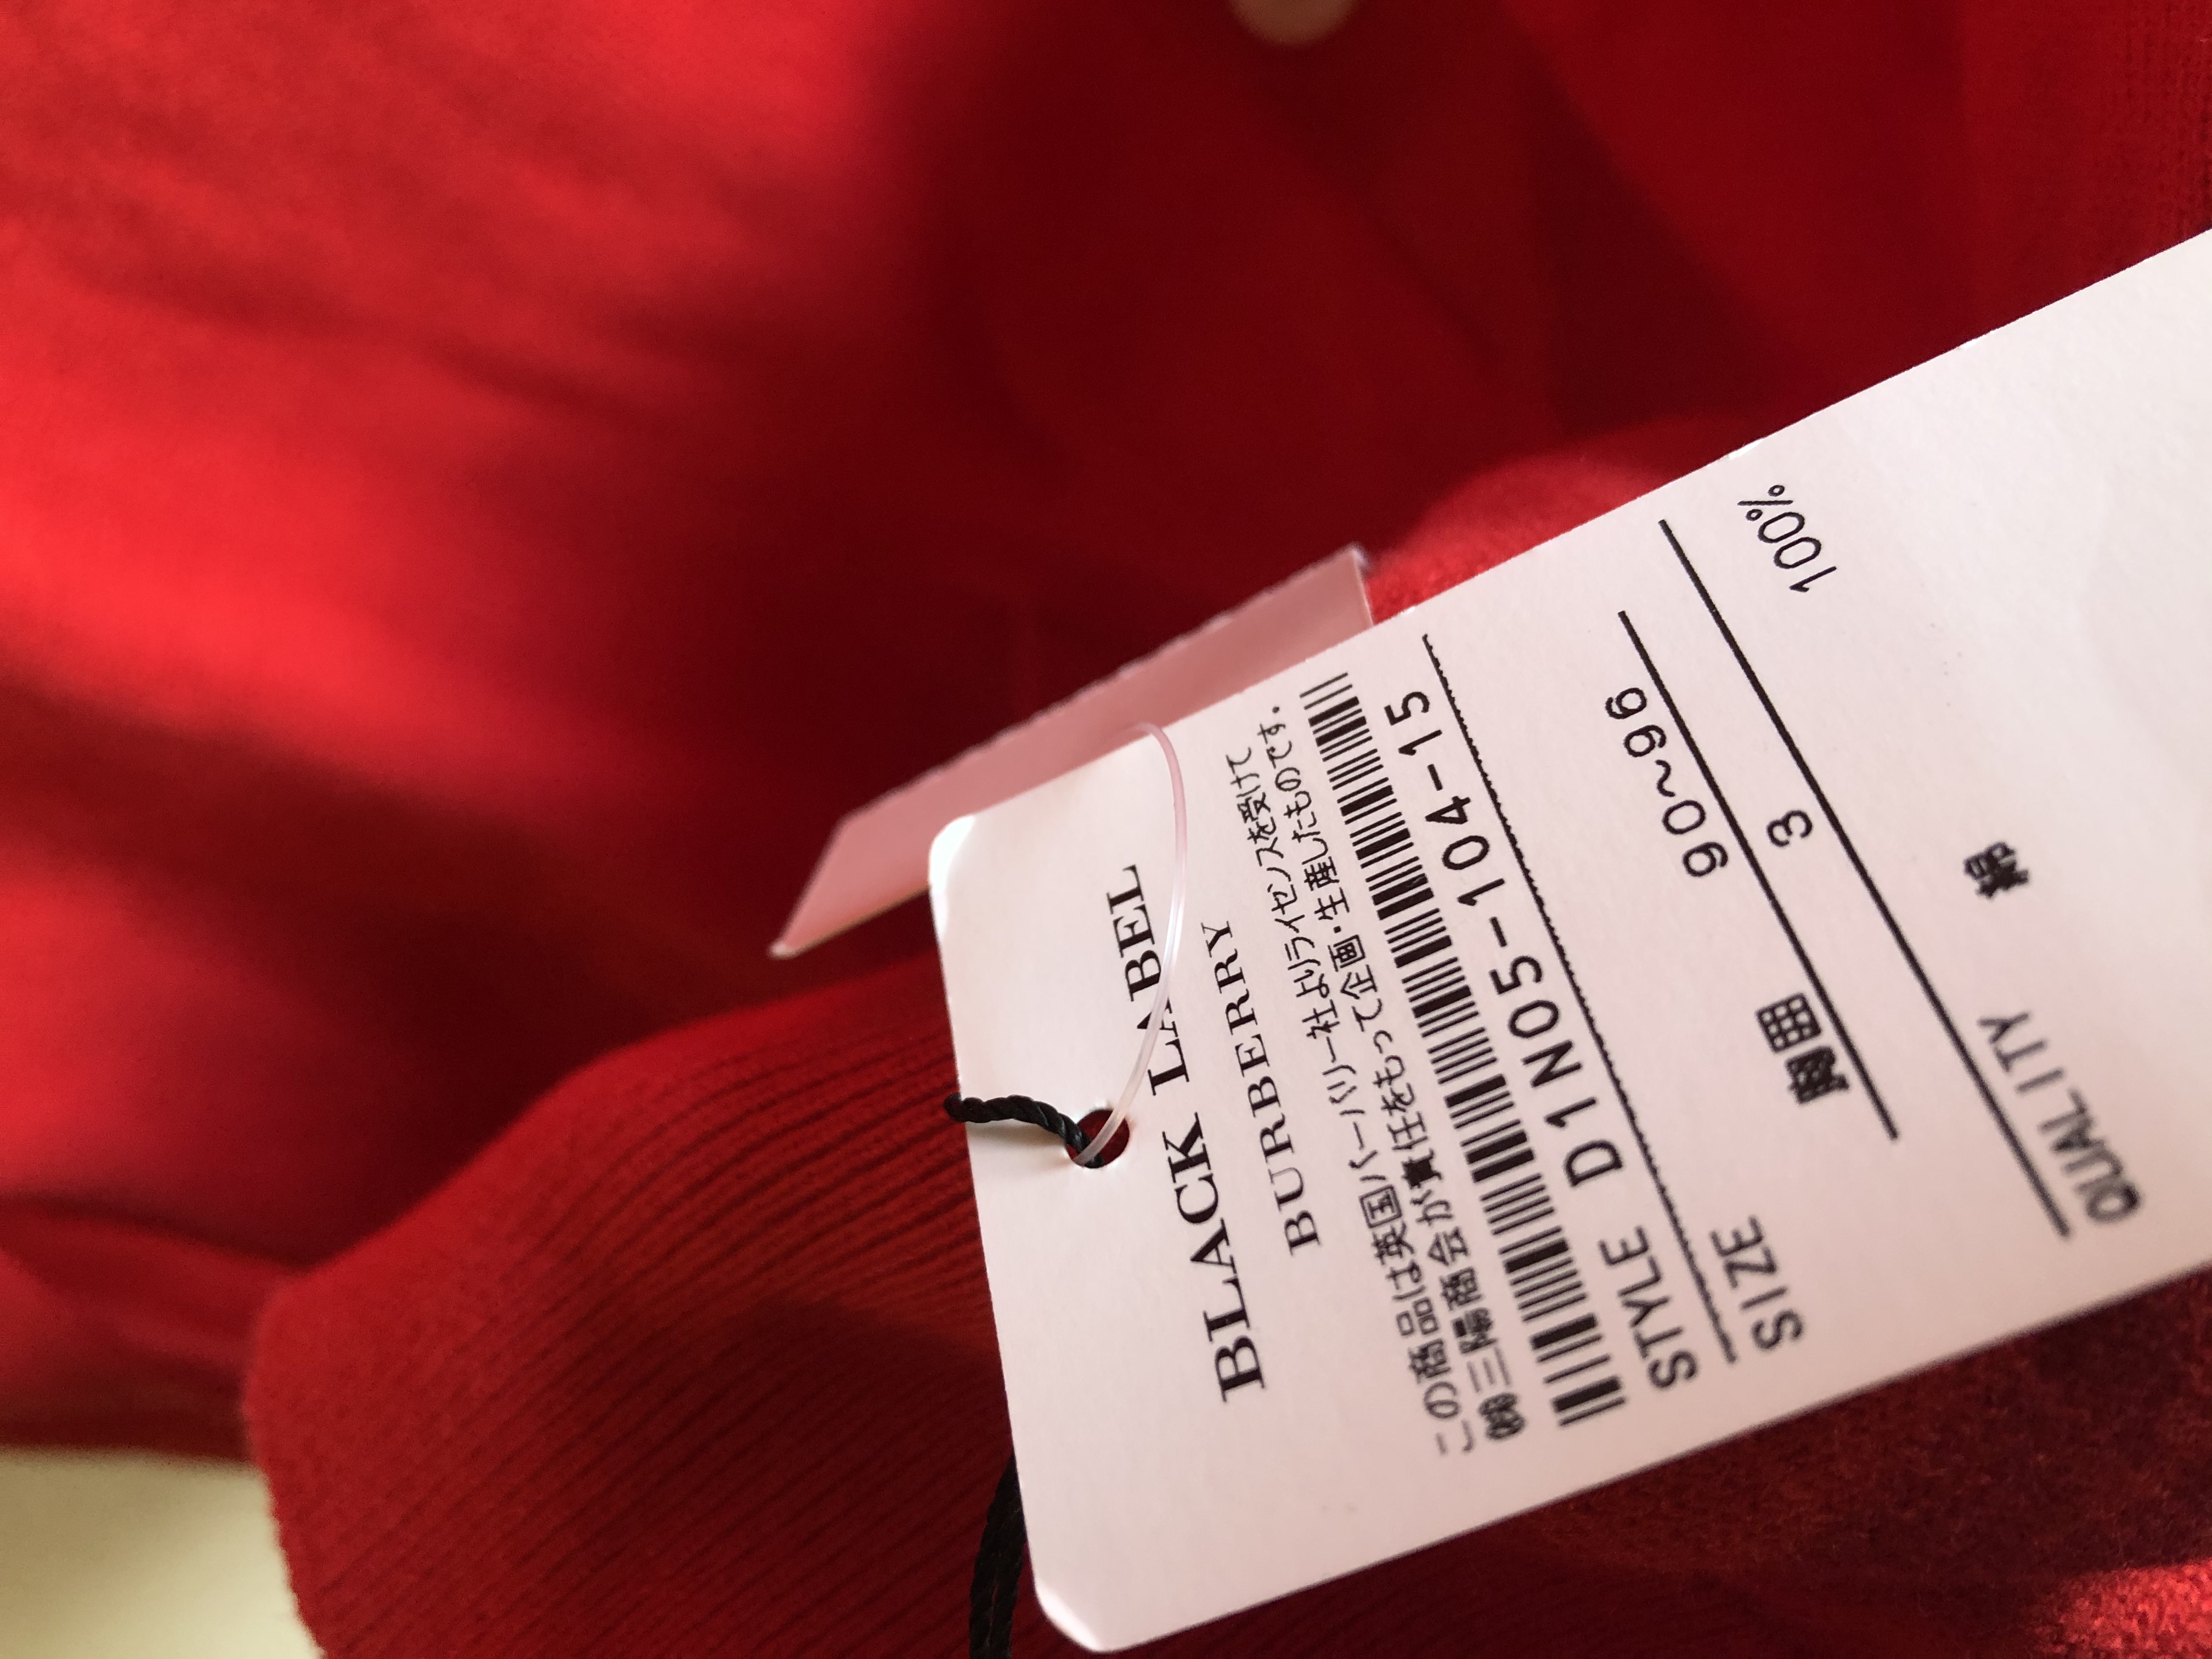 BLACK LABEL
BURBERRY
この商品は英国バーバリー社よりライセンスを受けて
㈱三陽商会が責任をもって企画・生産したものです。
STYLE D1N05-104-15
SIZE 胸囲 90~96
3
QUALITY 綿 100%